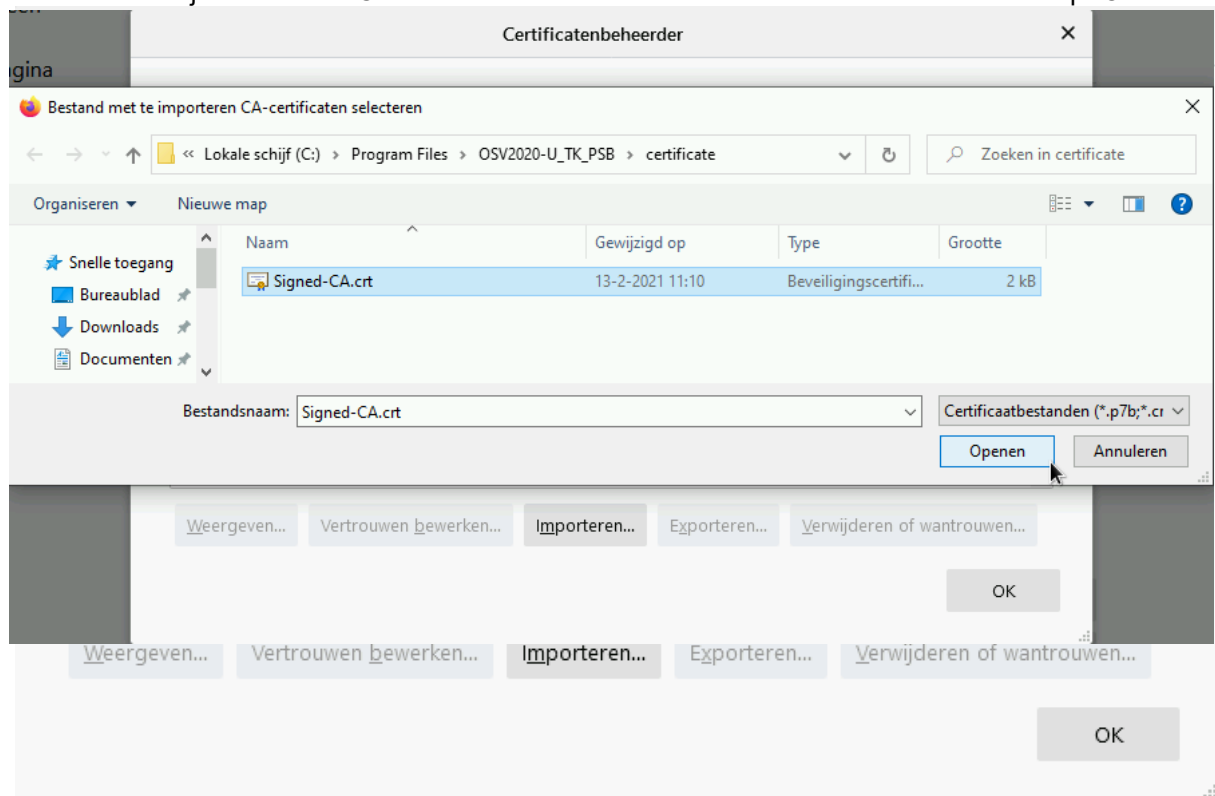 Certificatenbeheerder
gina
Bestand met te importeren CA-certificaten selecteren
« Lokale schijf (C:) > Program Files > OSV2020-U_TK_PSB > certificate Zoeken in certificate
Organiseren Nieuwe map
Naam Gewijzigd op Type Grootte
Snelle toegang
Signed-CA.crt 13-2-2021 11:10 Beveiligingscertifi... 2 kB
Bureaublad
Downloads
Documenten
Bestandsnaam: Signed-CA.crt Certificaatbestanden (*.p7b;*.cr
Openen Annuleren
Weergeven... Vertrouwen bewerken... Importeren... Exporteren... Verwijderen of wantrouwen...
OK
Weergeven... Vertrouwen bewerken... Importeren... Exporteren... Verwijderen of wantrouwen...
OK